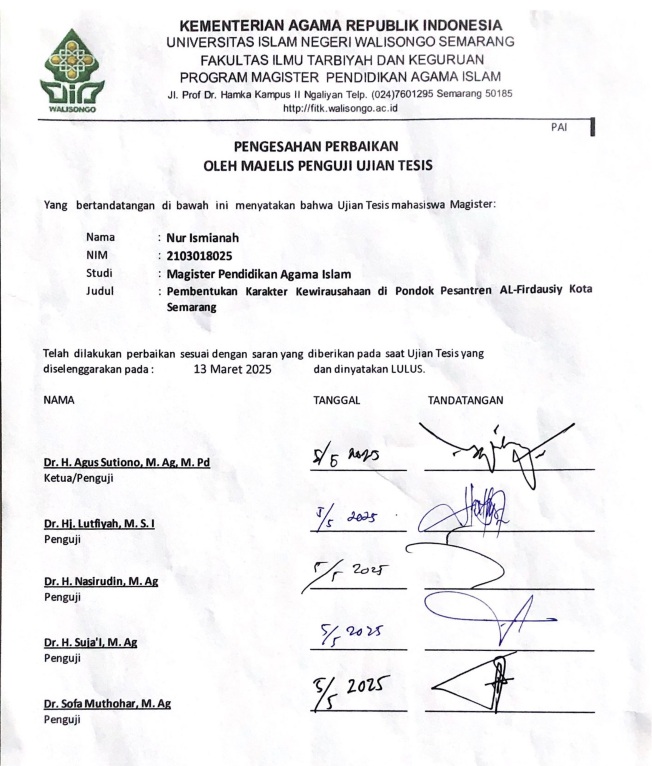 KEMENTERIAN AGAMA REPUBLIK INDONESIA
UNIVERSITAS ISLAM NEGERI WALISONGO SEMARANG
FAKULTAS ILMU TARBIYAH DAN KEGURUAN
PROGRAM MAGISTER PENDIDIKAN AGAMA ISLAM
Jl. Prof Dr. Hamka Kampus II Ngaliyan Telp. (024)7601295 Semarang 50185
http://fitk.walisongo.ac.id
WALISONGO
PAI
PENGESAHAN PERBAIKAN
OLEH MAJELIS PENGUJI UJIAN TESIS
Yang bertandatangan di bawah ini menyatakan bahwa Ujian Tesis mahasiswa Magister:
Nama : Nur Ismianah
NIM : 2103018025
Studi : Magister Pendidikan Agama Islam
Judul : Pembentukan Karakter Kewirausahaan di Pondok Pesantren AL-Firdausiy Kota
Semarang
Telah dilakukan perbaikan sesuai dengan saran yang diberikan pada saat Ujian Tesis yang
diselenggarakan pada : 13 Maret 2025 dan dinyatakan LULUS.
NAMA TANGGAL TANDATANGAN
Dr. H. Agus Sutiono, M. Ag, M. Pd 5/5 2025
Ketua/Penguji
Dr. Hj. Lutfiyah, M. S. I 5/5 2025
Penguji
Dr. H. Nasirudin, M. Ag 5/5 2025
Penguji
Dr. H. Suja'I, M. Ag 5/5 2025
Penguji
Dr. Sofa Muthohar, M. Ag 5/5 2025
Penguji